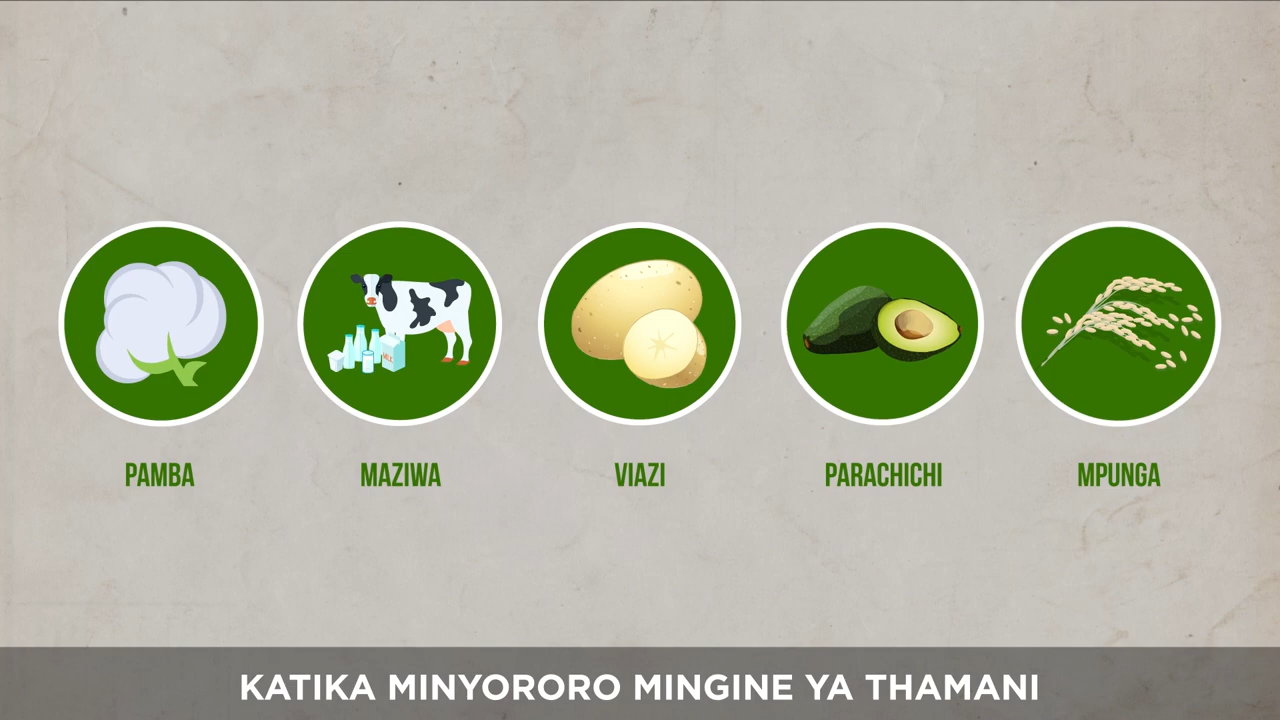 PAMBA
MAZIWA
VIAZI
PARACHICHI
MPUNGA
KATIKA MINYORORO MINGINE YA THAMANI